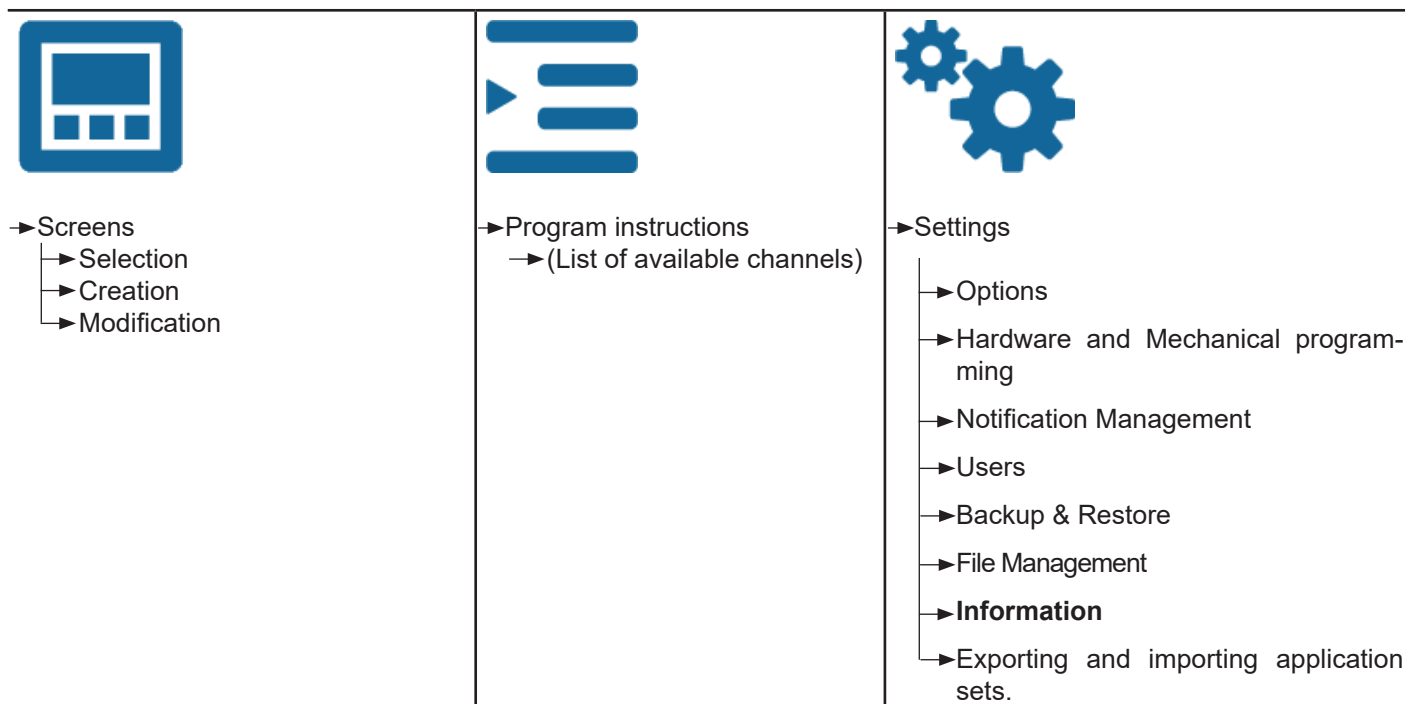 Screens
Selection
Creation
Modification
Program instructions
(List of available channels)
Settings
Options
Hardware and Mechanical program-
ming
Notification Management
Users
Backup & Restore
File Management
Information
Exporting and importing application
sets.